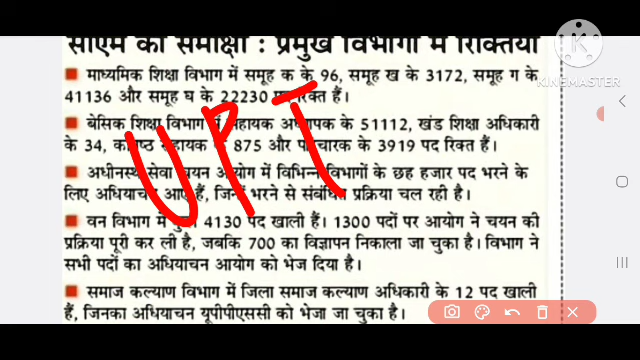 सीएम की समीक्षा : प्रमुख विभागों में रिक्तियां
माध्यमिक शिक्षा विभाग में समूह क के 96, समूह ख के 3172, समूह ग के
41136 और समूह घ के 22230 पद रिक्त हैं।
बेसिक शिक्षा विभाग में सहायक अध्यापक के 51112, खंड शिक्षा अधिकारी
के 34, कनिष्ठ सहायक के 875 और परिचारक के 3919 पद रिक्त हैं।
अधीनस्थ सेवा चयन आयोग में विभिन्न विभागों के छह हजार पद भरने के
लिए अधियाचन आए हैं, जिन्हें भरने से संबंधित प्रक्रिया चल रही है।
वन विभाग में 4130 पद खाली हैं। 1300 पदों पर आयोग ने चयन की
प्रक्रिया पूरी कर ली है, जबकि 700 का विज्ञापन निकाला जा चुका है। विभाग ने
सभी पदों का अधियाचन आयोग को भेज दिया है।
समाज कल्याण विभाग में जिला समाज कल्याण अधिकारी के 12 पद खाली
हैं, जिनका अधियाचन यूपीपीएससी को भेजा जा चुका है।
UPT
K
KINEMASTER